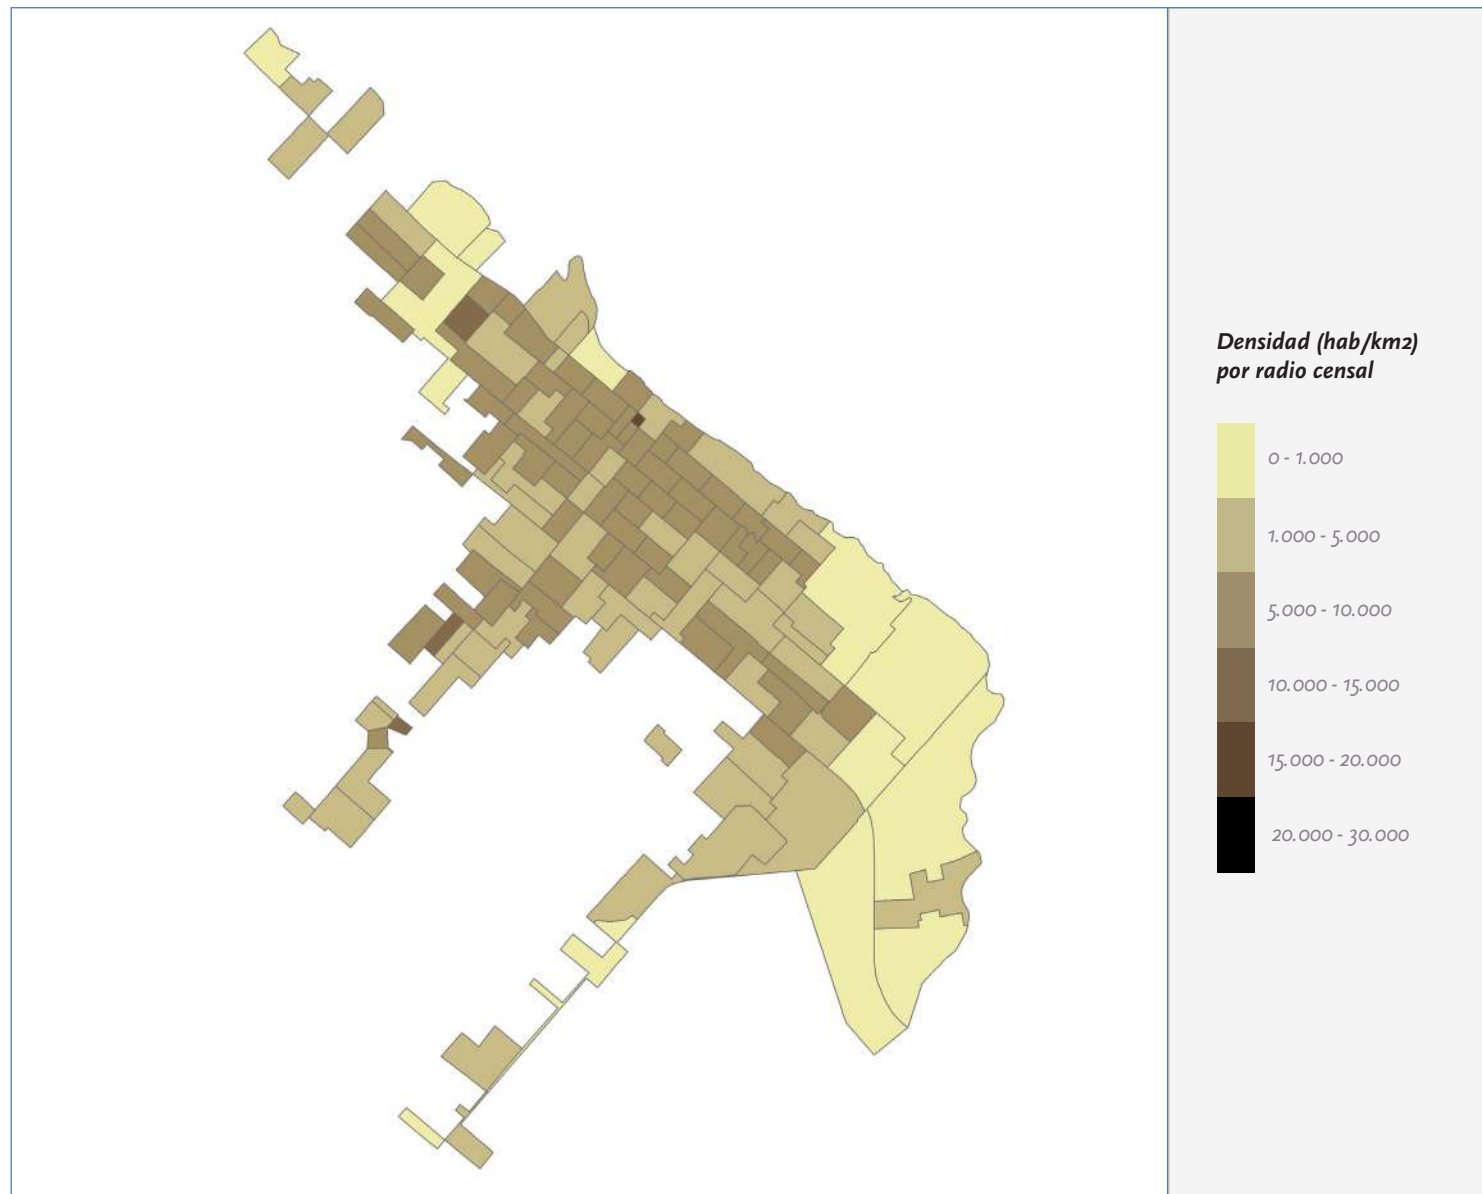 Densidad (hab/km2)
por radio censal
0 - 1.000
1.000 - 5.000
5.000 - 10.000
10.000 - 15.000
15.000 - 20.000
20.000 - 30.000